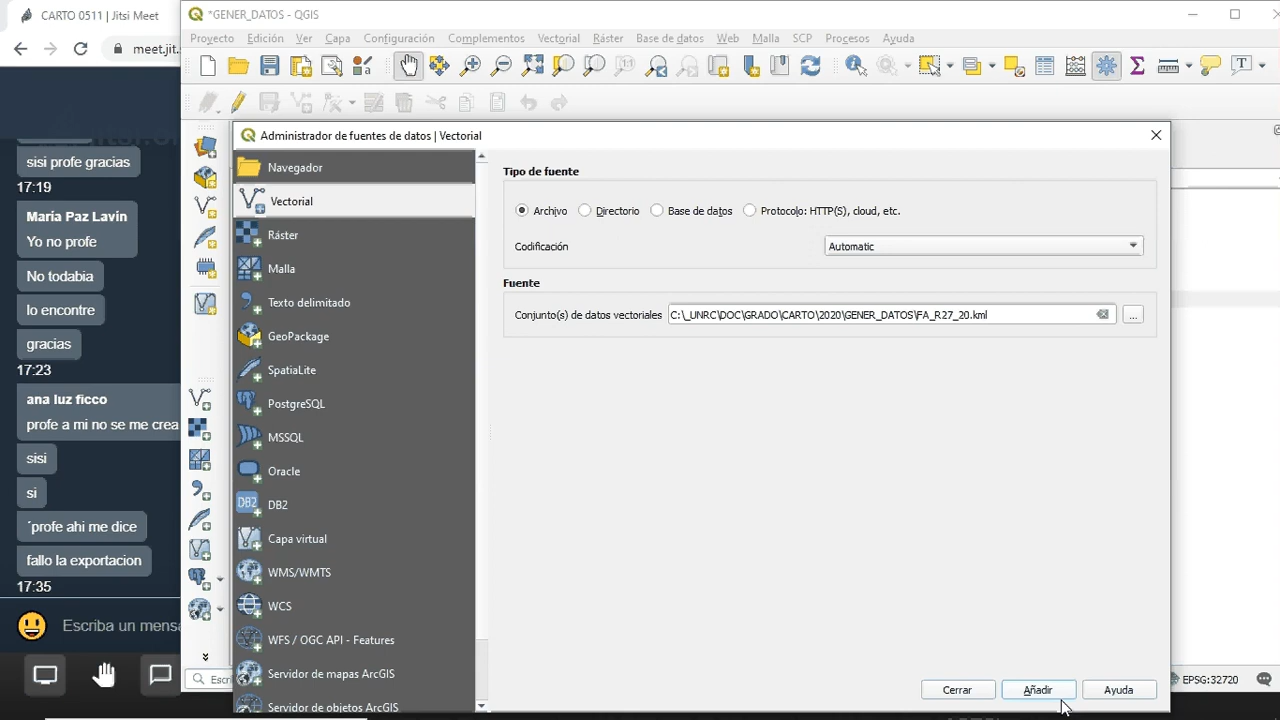 CARTO 0511 | Jitsi Meet
meet.jit.
sisi profe gracias
17:19
María Paz Lavín
Yo no profe
No todabia
lo encontre
gracias
17:23
ana luz ficco
profe a mi no se me crea
sisi
si
´profe ahi me dice
fallo la exportacion
17:35
Escriba un mensa
*GENER_DATOS - QGIS
Proyecto Edición Ver Capa Configuración Complementos Vectorial Ráster Base de datos Web Malla SCP Procesos Ayuda
Administrador de fuentes de datos | Vectorial
Navegador
Vectorial
Ráster
Malla
Texto delimitado
GeoPackage
SpatiaLite
PostgreSQL
MSSQL
Oracle
DB2 DB2
Capa virtual
WMS/WMTS
WCS
WFS / OGC API - Features
Servidor de mapas ArcGIS
Servidor de objetos ArcGIS
Tipo de fuente
Archivo Directorio Base de datos Protocolo: HTTP(S), cloud, etc.
Codificación Automatic
Fuente
Conjunto(s) de datos vectoriales C:\_UNRC\DOC\GRADO\CARTO\2020\GENER_DATOS\FA_R27_20.kml ...
Cerrar Añadir Ayuda
Escri
EPSG:32720